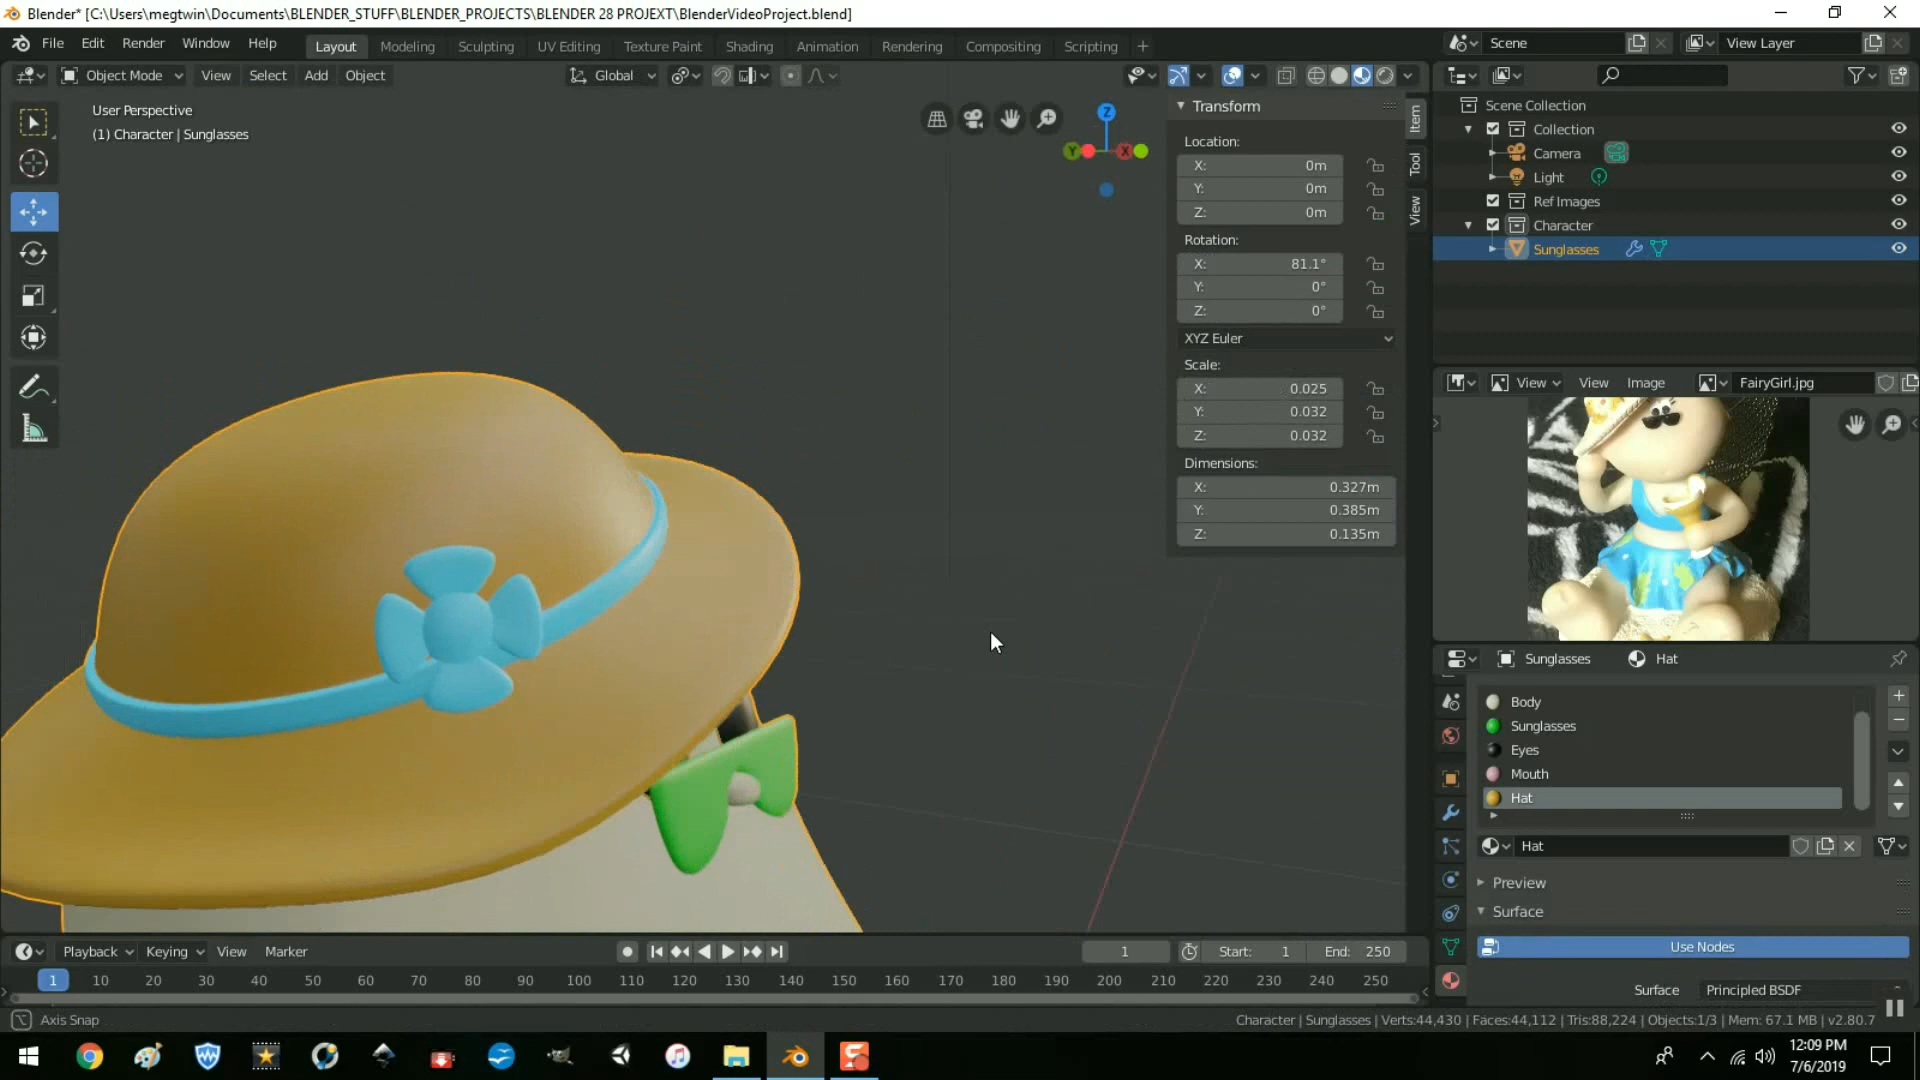 Blender* [C:\Users\megtwin\Documents\BLENDER_STUFF\BLENDER_PROJECTS\BLENDER 28 PROJEXT\BlenderVideoProject.blend]
File Edit Render Window Help Layout Modeling Sculpting UV Editing Texture Paint Shading Animation Rendering Compositing Scripting + Scene View Layer
Object Mode View Select Add Object Global
User Perspective
(1) Character | Sunglasses
Z
Y X
Transform
Location:
X: 0m
Y: 0m
Z: 0m
Rotation:
X: 81.1°
Y: 0°
Z: 0°
XYZ Euler
Scale:
X: 0.025
Y: 0.032
Z: 0.032
Dimensions:
X: 0.327m
Y: 0.385m
Z: 0.135m
Item
Tool
View
Scene Collection
Collection
Camera
Light
Ref Images
Character
Sunglasses
View View Image FairyGirl.jpg
Sunglasses Hat
Body
Sunglasses
Eyes
Mouth
Hat
Hat
Preview
Surface
Use Nodes
Surface Principled BSDF
Playback Keying View Marker 1 Start: 1 End: 250
1 10 20 30 40 50 60 70 80 90 100 110 120 130 140 150 160 170 180 190 200 210 220 230 240 250
Axis Snap
Character | Sunglasses | Verts:44,430 | Faces:44,112 | Tris:88,224 | Objects:1/3 | Mem: 67.1 MB | v2.80.7
12:09 PM
7/6/2019